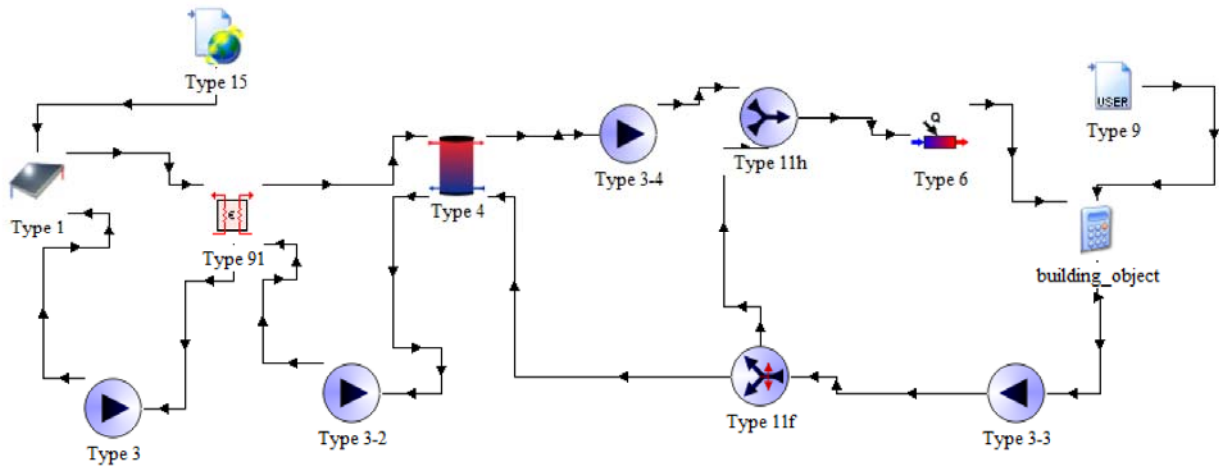 Type 15
Type 1
Type 91
Type 3
Type 3-2
Type 4
Type 3-4
Type 11h
Q
Type 6
USER
Type 9
building_object
Type 11f
Type 3-3
ε